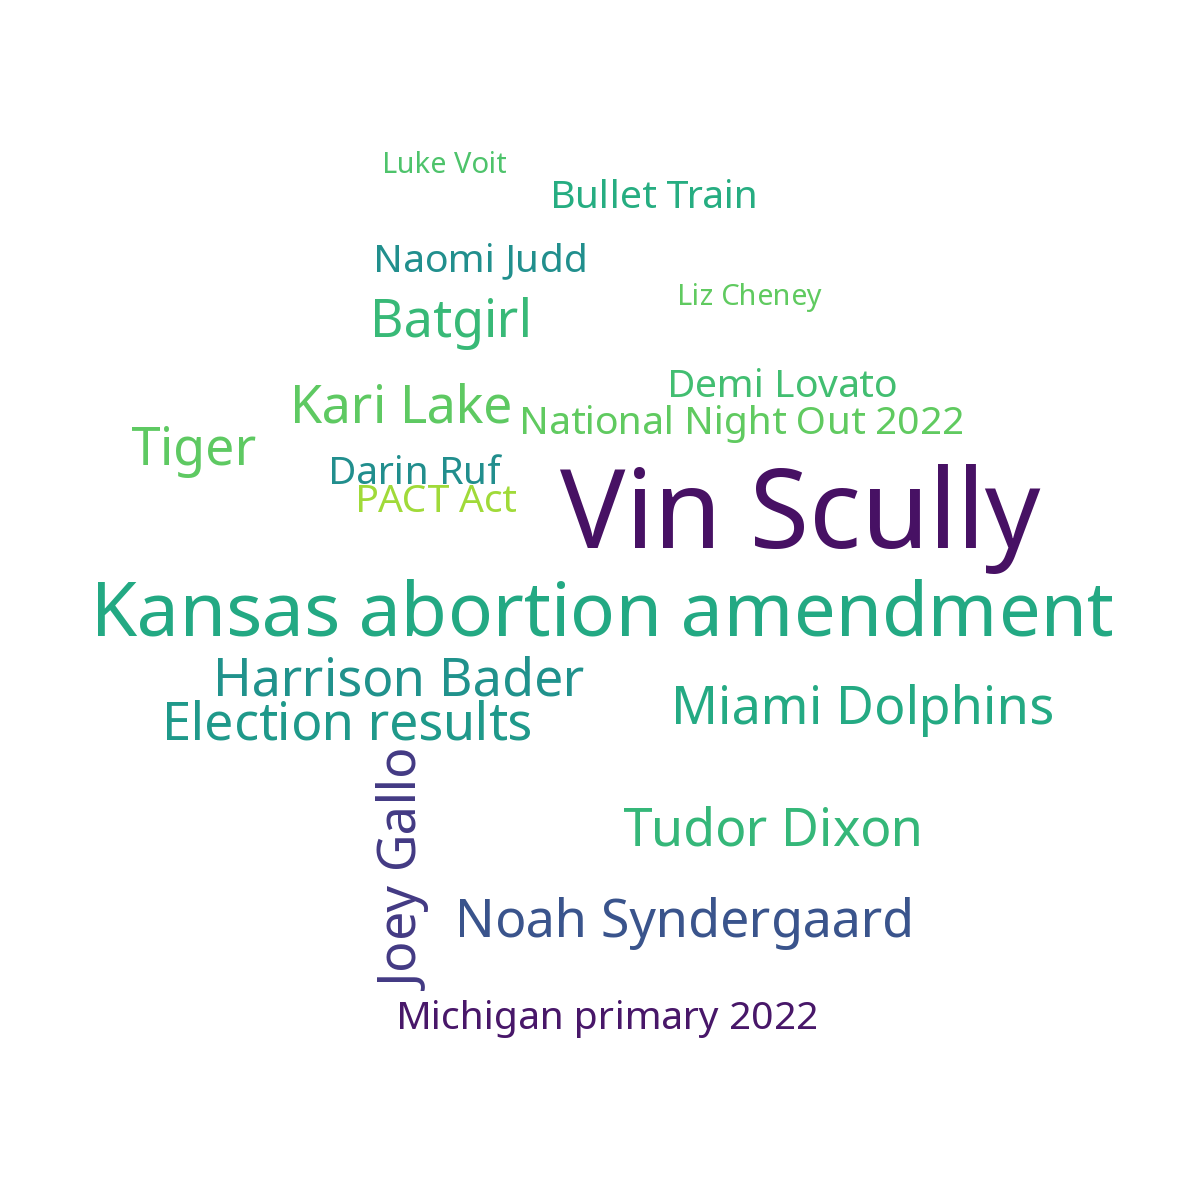 Luke Voit
Bullet Train
Naomi Judd
Liz Cheney
Batgirl
Demi Lovato
Kari Lake
National Night Out 2022
Tiger
Darin Ruf
PACT Act
Vin Scully
Kansas abortion amendment
Harrison Bader
Miami Dolphins
Election results
Joey Gallo
Tudor Dixon
Noah Syndergaard
Michigan primary 2022